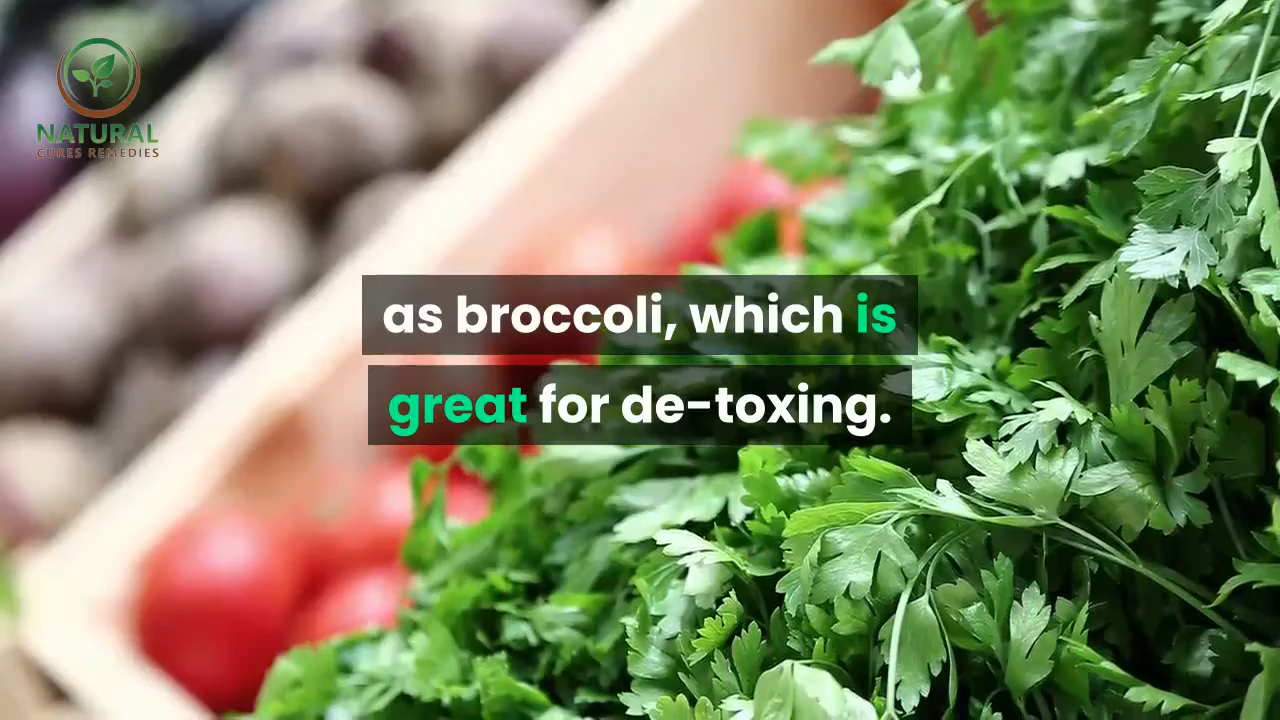 NATURAL
CURES REMEDIES
as broccoli, which is
great for de-toxing.